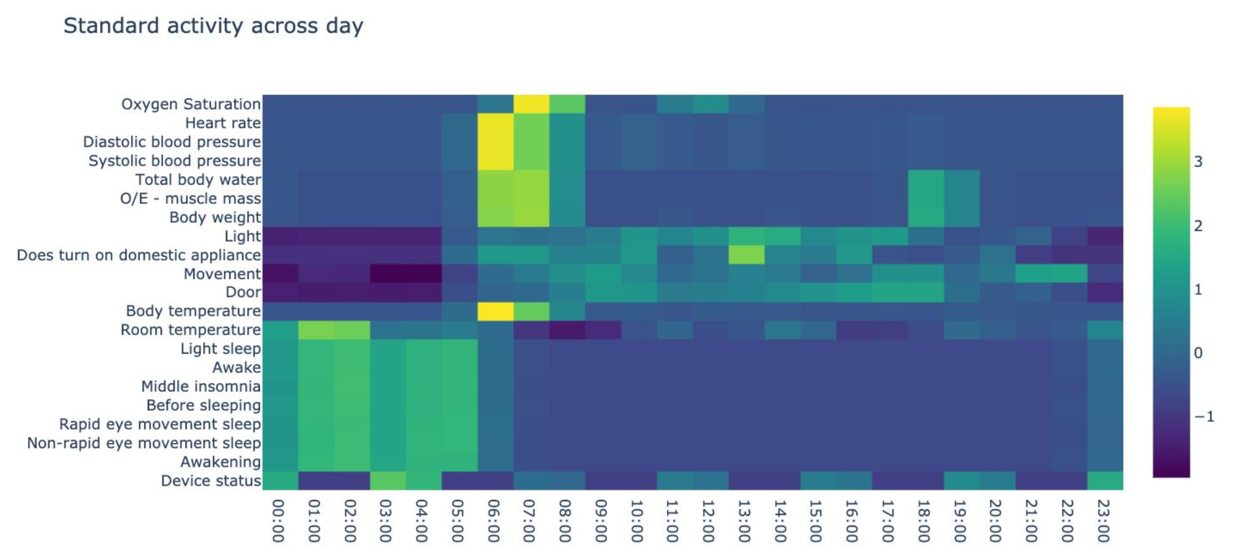 Standard activity across day
Oxygen Saturation
Heart rate
Diastolic blood pressure
Systolic blood pressure
Total body water
O/E - muscle mass
Body weight
Light
Does turn on domestic appliance
Movement
Door
Body temperature
Room temperature
Light sleep
Awake
Middle insomnia
Before sleeping
Rapid eye movement sleep
Non-rapid eye movement sleep
Awakening
Device status
00:00
01:00
02:00
03:00
04:00
05:00
06:00
07:00
08:00
09:00
10:00
11:00
12:00
13:00
14:00
15:00
16:00
17:00
18:00
19:00
20:00
21:00
22:00
23:00
3
2
1
0
−1